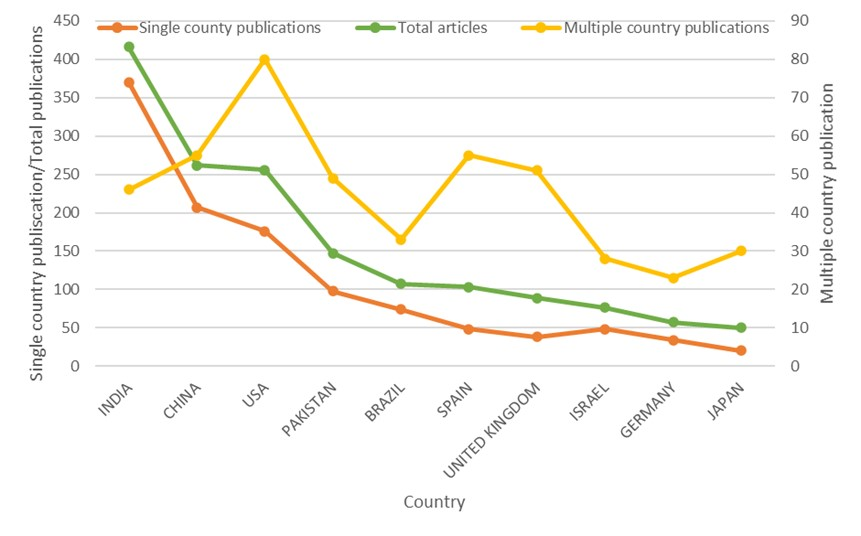 Single county publications Total articles Multiple country publications
Single country publiscation/Total publications
450
400
350
300
250
200
150
100
50
0
90
80
70
60
50
40
30
20
10
0
Multiple country publication
INDIA
CHINA
USA
PAKISTAN
BRAZIL
SPAIN
UNITED KINGDOM
ISRAEL
GERMANY
JAPAN
Country